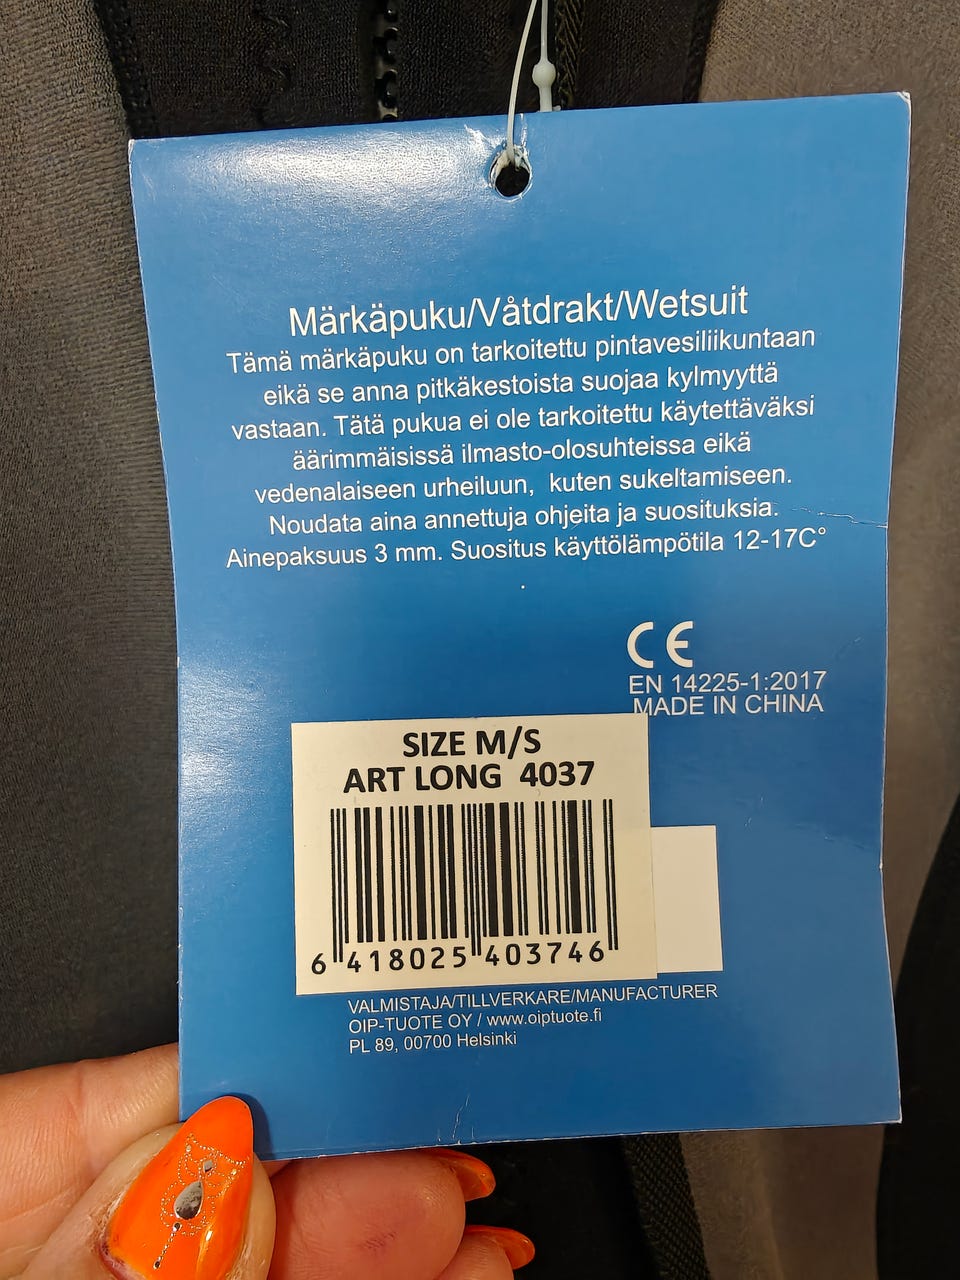 Märkäpuku/Våtdrakt/Wetsuit
Tämä märkäpuku on tarkoitettu pintavesiliikuntaan
eikä se anna pitkäkestoista suojaa kylmyyttä
vastaan. Tätä pukua ei ole tarkoitettu käytettäväksi
äärimmäisissä ilmasto-olosuhteissa eikä
vedenalaiseen urheiluun, kuten sukeltamiseen.
Noudata aina annettuja ohjeita ja suosituksia.
Ainepaksuus 3 mm. Suositus käyttölämpötila 12-17C°
.
CE
EN 14225-1:2017
MADE IN CHINA
SIZE M/S
ART LONG 4037
6 418025 403746
VALMISTAJA/TILLVERKARE/MANUFACTURER
OIP-TUOTE OY / www.oiptuote.fi
PL 89, 00700 Helsinki